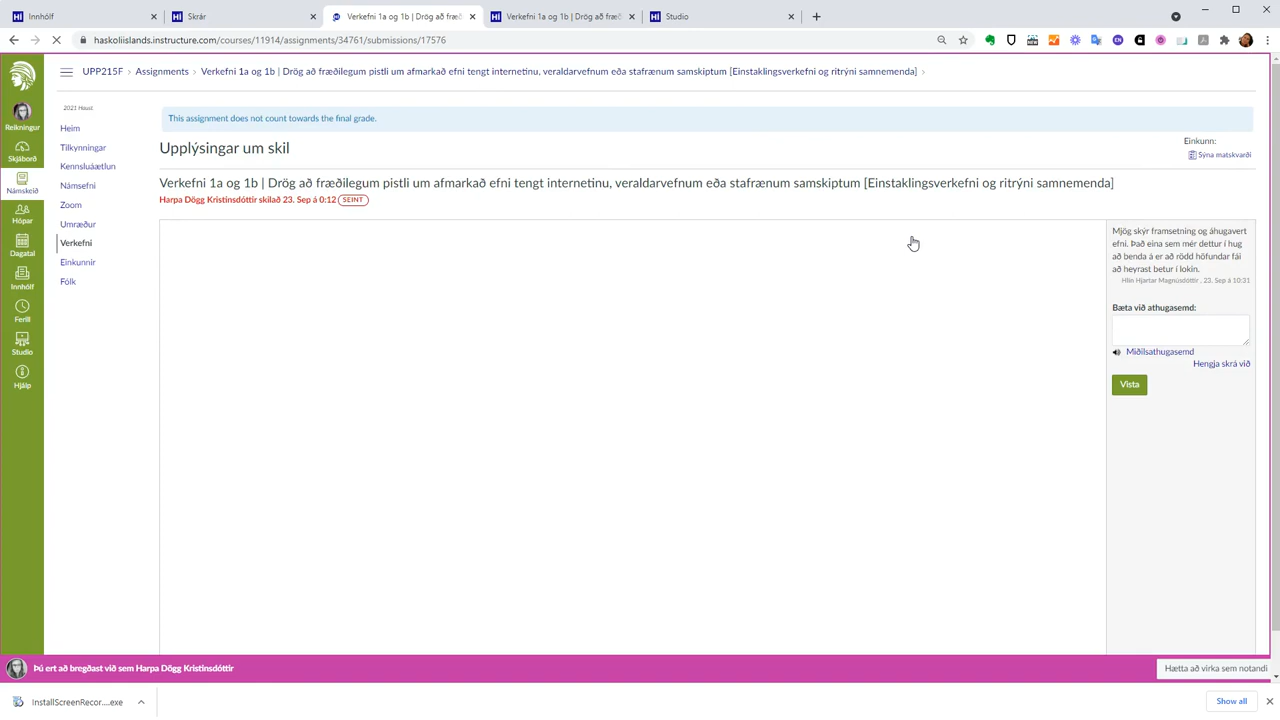 Innhólf
Skrár
Verkefni 1a og 1b | Drög að fræð
Verkefni 1a og 1b | Drög að fræð
Studio
haskoliislands.instructure.com/courses/11914/assignments/34761/submissions/17576
UPP215F › Assignments › Verkefni 1a og 1b | Drög að fræðilegum pistli um afmarkað efni tengt internetinu, veraldarvefnum eða stafrænum samskiptum [Einstaklingsverkefni og ritrýni samnemenda] ›
Reikningur
Skjáborð
Námskeið
Hópar
Dagatal
Innhólf
Ferill
Studio
Hjálp
2021 Haust
Heim
Tilkynningar
Kennsluáætlun
Námsefni
Zoom
Umræður
Verkefni
Einkunnir
Fólk
This assignment does not count towards the final grade.
Upplýsingar um skil
Einkunn:
Sýna matskvarði
Verkefni 1a og 1b | Drög að fræðilegum pistli um afmarkað efni tengt internetinu, veraldarvefnum eða stafrænum samskiptum [Einstaklingsverkefni og ritrýni samnemenda]
Harpa Dögg Kristinsdóttir skilað 23. Sep á 0:12 SEINT
Mjög skýr framsetning og áhugavert
efni. Það eina sem mér dettur í hug
að benda á er að rödd höfundar fái
að heyrast betur í lokin.
Hlín Hjartar Magnúsdóttir , 23. Sep á 10:31
Bæta við athugasemd:
Miðilsathugasemd
Hengja skrá við
Vista
Þú ert að bregðast við sem Harpa Dögg Kristinsdóttir
Hætta að virka sem notandi
InstallScreenRecor....exe
Show all